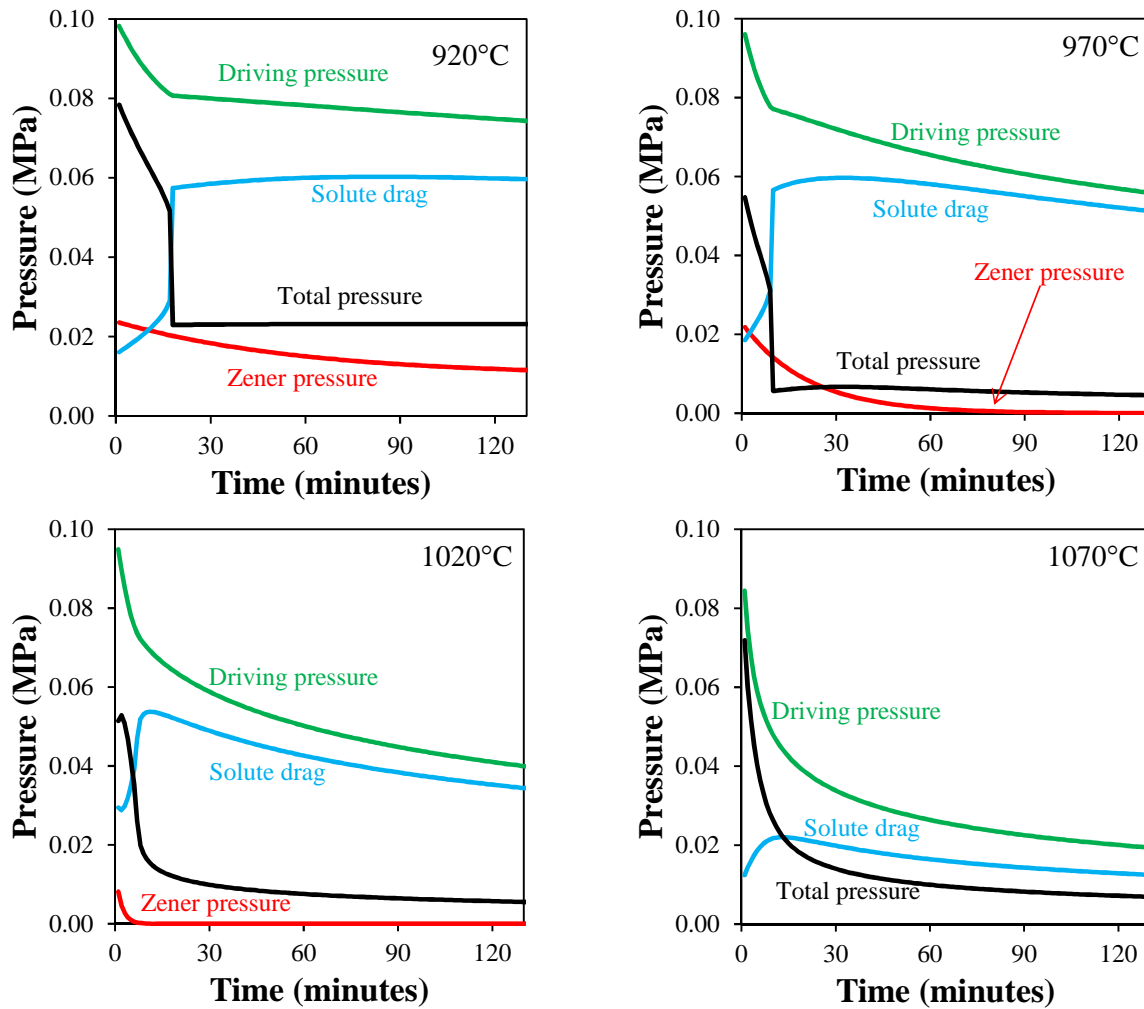 0.10
920°C
Driving pressure
0.08
Pressure (MPa)
0.06
Solute drag
0.04
Total pressure
0.02
Zener pressure
0.00
0 30 60 90 120
Time (minutes)
0.10
970°C
0.08
Driving pressure
Pressure (MPa)
0.06
Solute drag
0.04
Zener pressure
0.02
Total pressure
0.00
0 30 60 90 120
Time (minutes)
0.10
1020°C
0.08
Pressure (MPa)
Driving pressure
0.06
0.04
Solute drag
0.02
Zener pressure
0.00
0 30 60 90 120
Time (minutes)
0.10
1070°C
0.08
Pressure (MPa)
0.06
Driving pressure
0.04
Solute drag
0.02
Total pressure
0.00
0 30 60 90 120
Time (minutes)